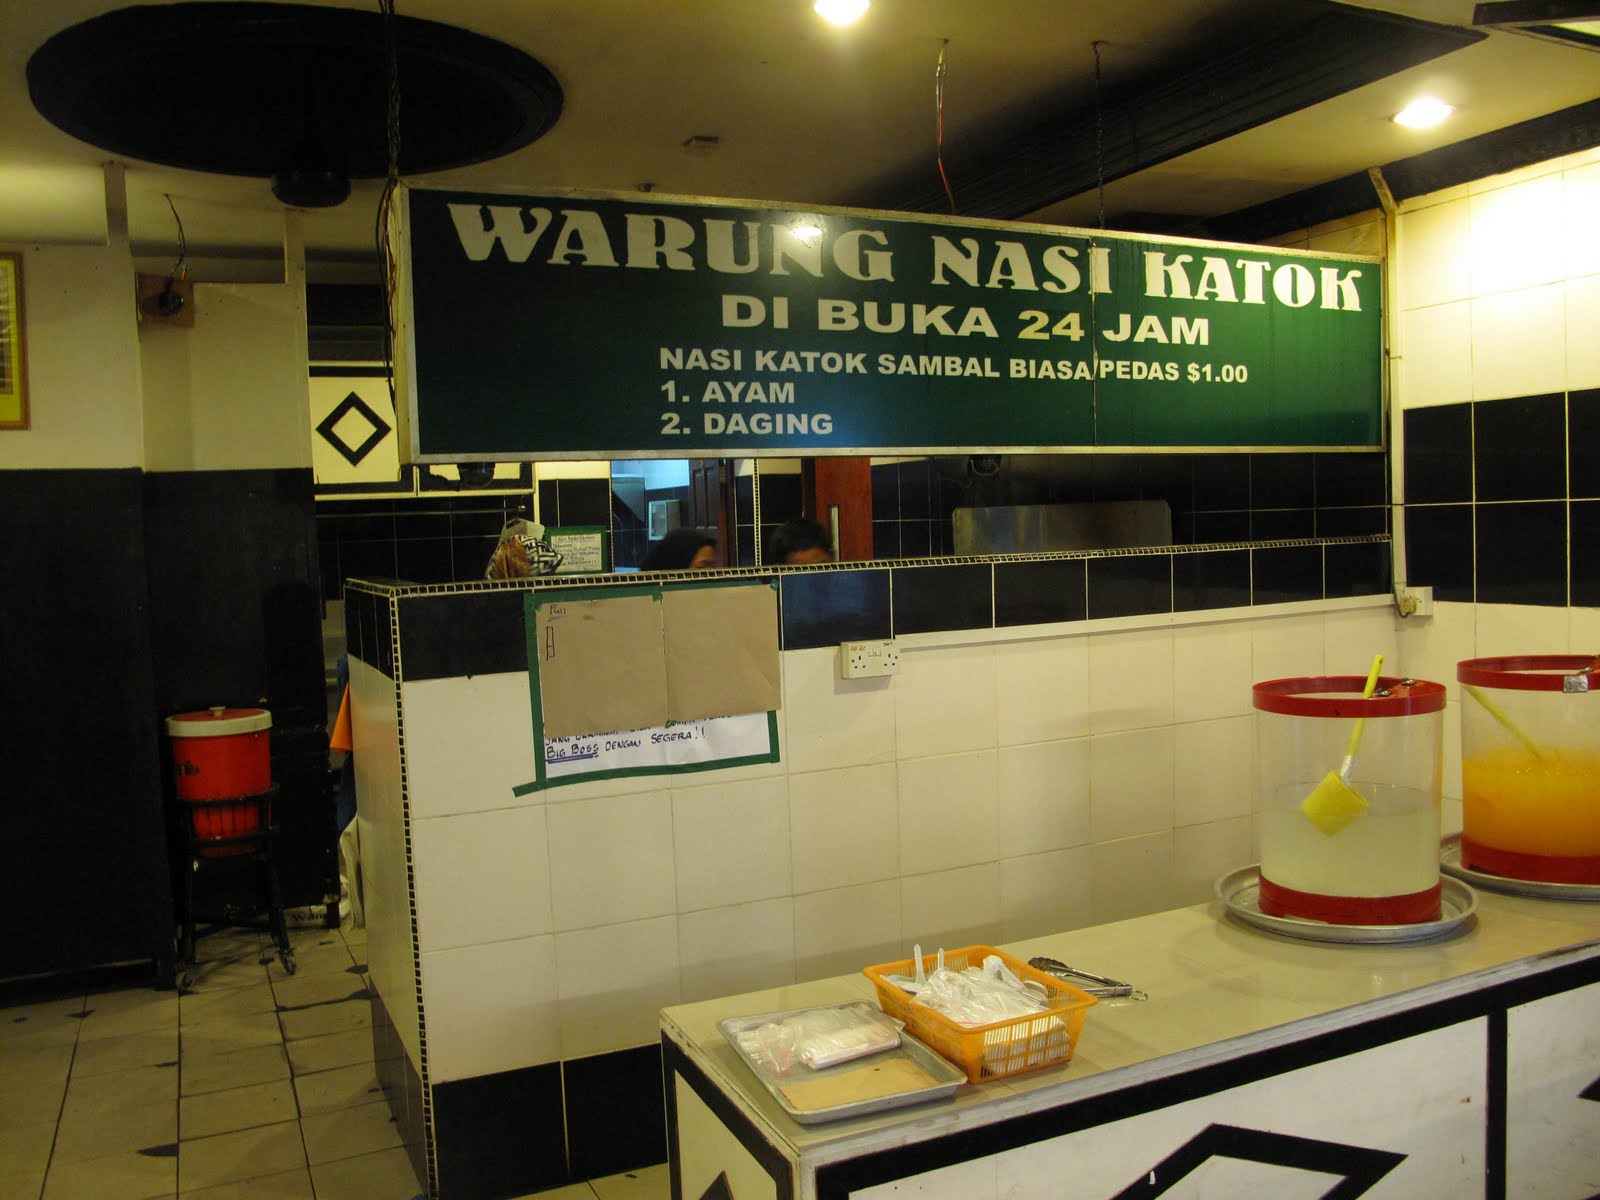 WARUNG NASI KATOK
DI BUKA 24 JAM
NASI KATOK SAMBAL BIASA/PEDAS $1.00
1. AYAM
2. DAGING
Full
BIG BOSS DENGAN SEGERA!!